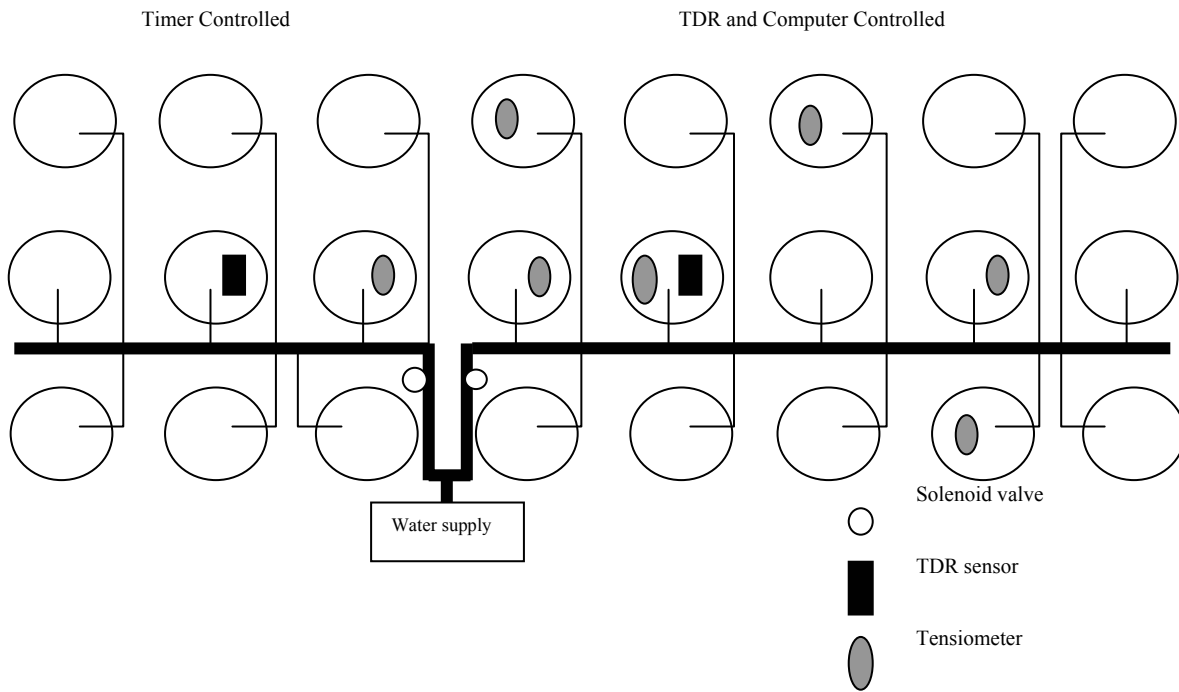 Timer Controlled
TDR and Computer Controlled
Water supply
Solenoid valve
TDR sensor
Tensiometer